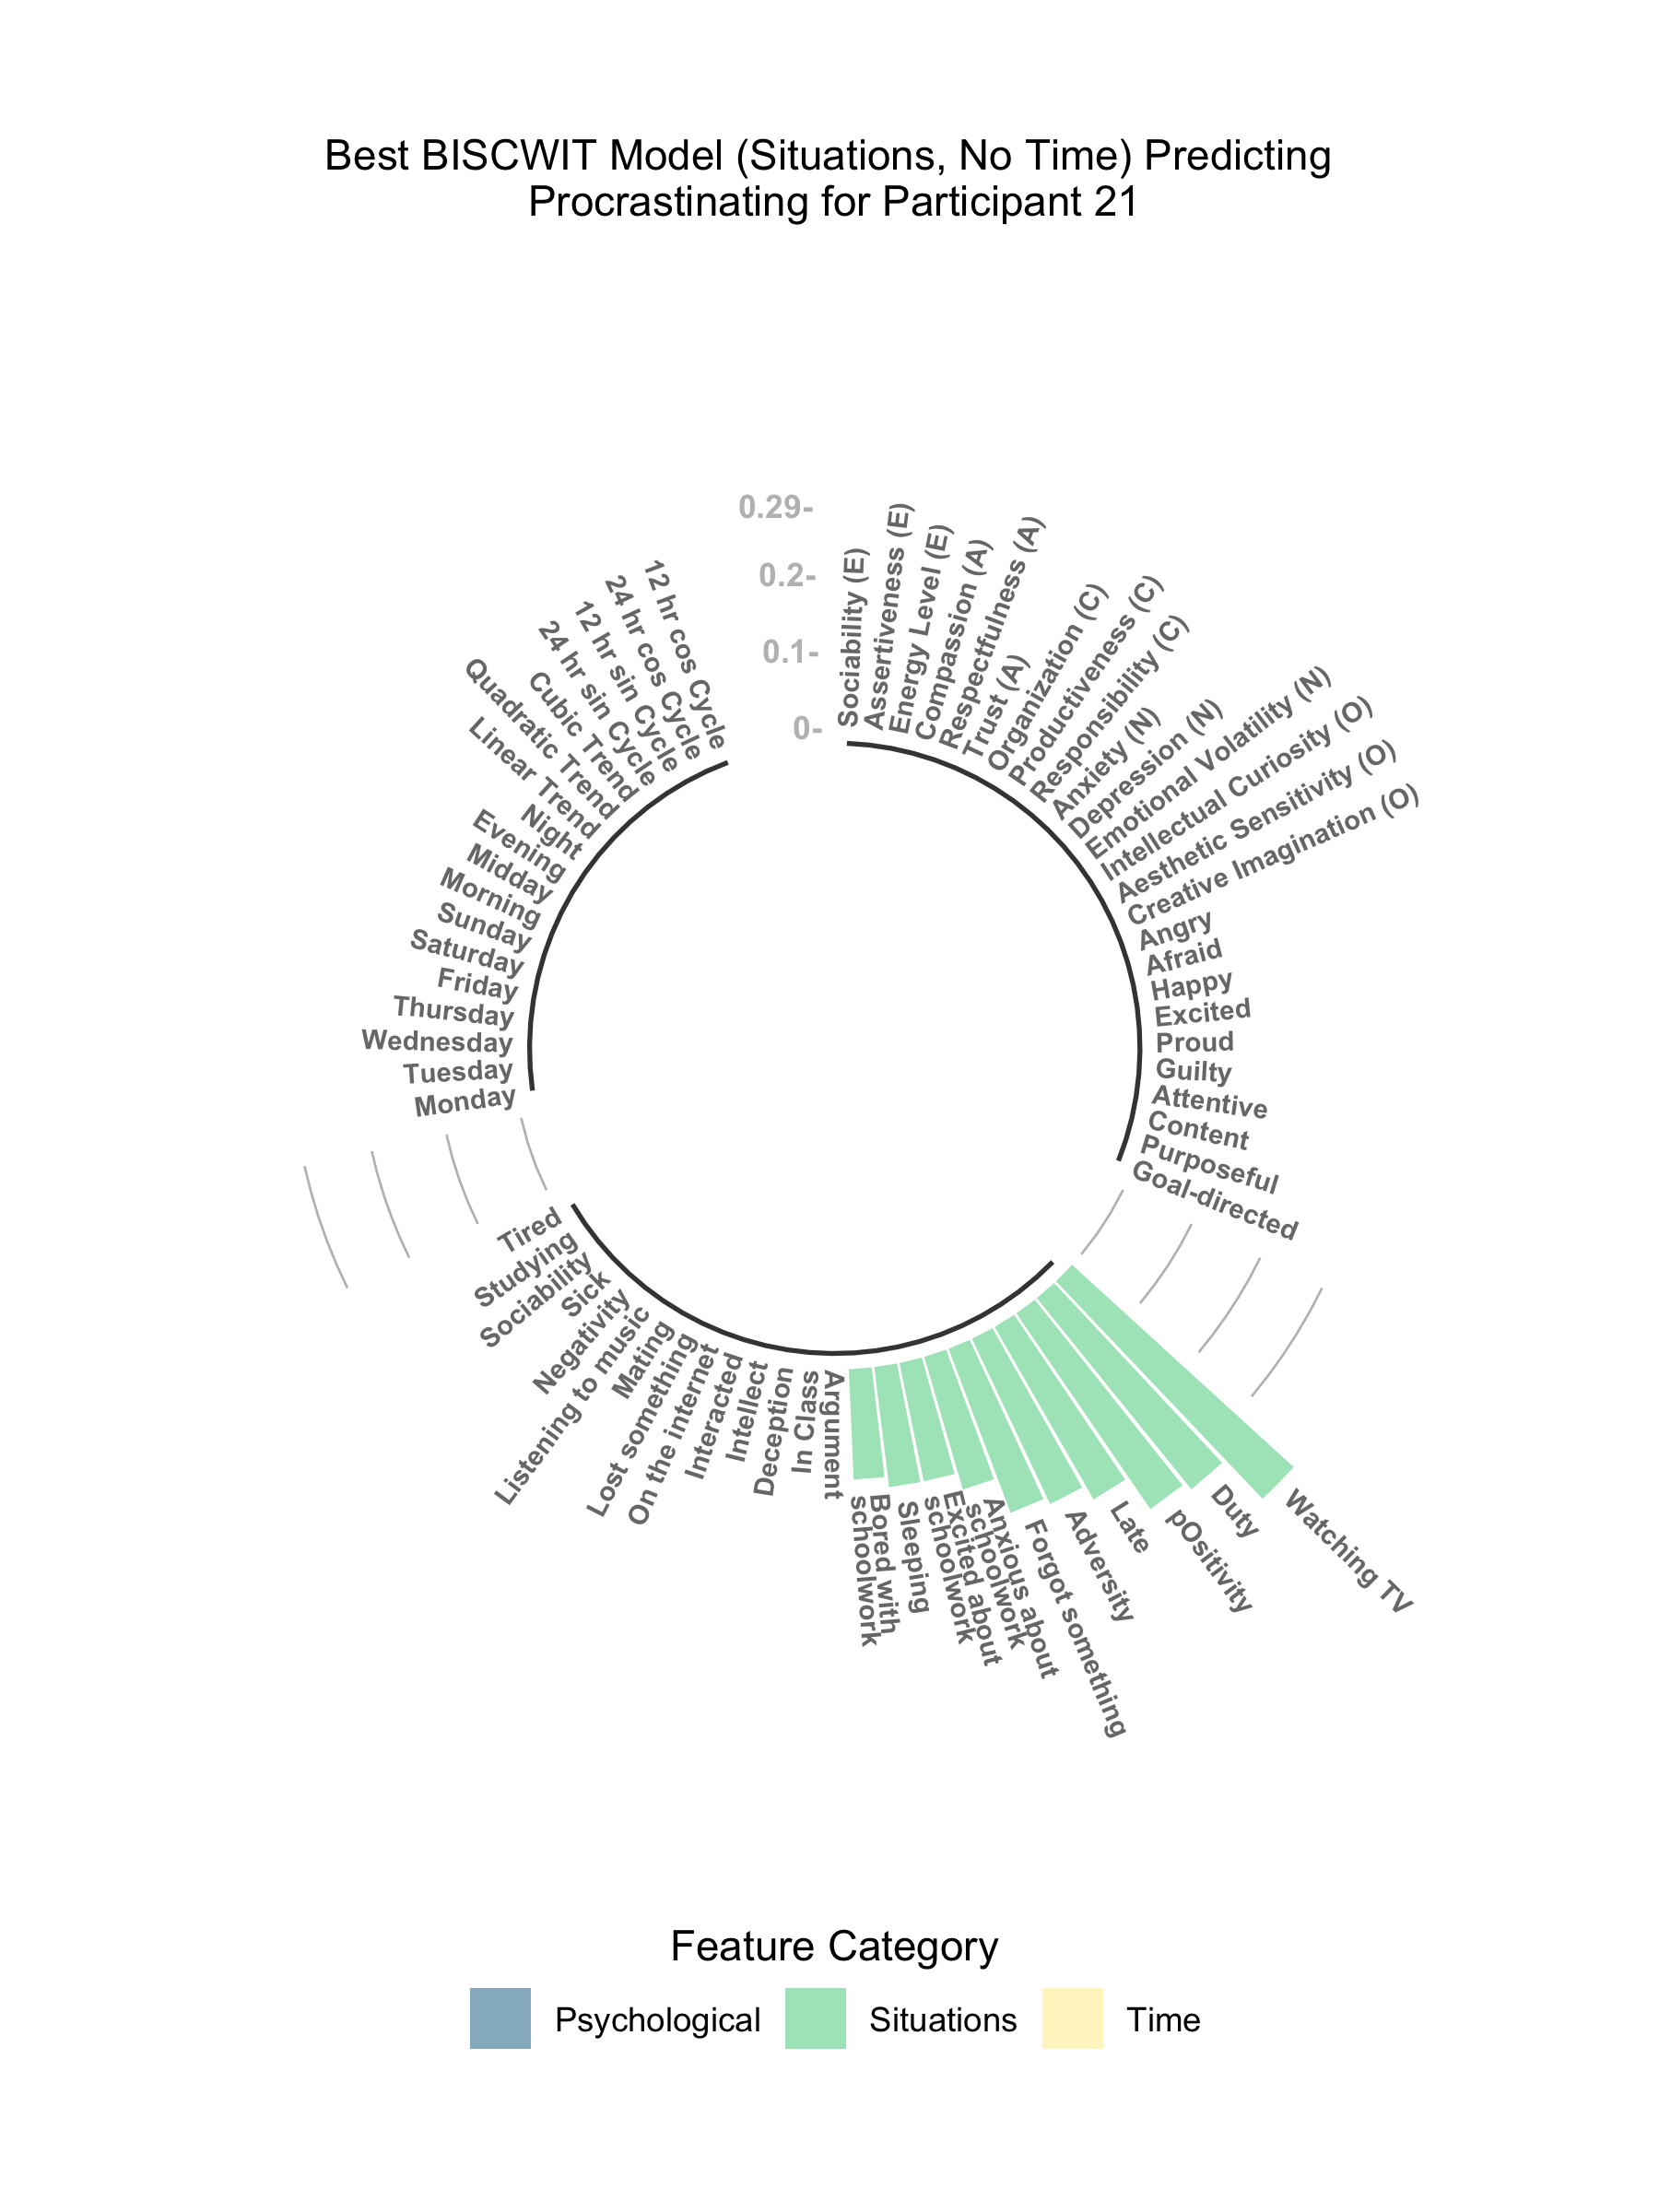 Best BISCWIT Model (Situations, No Time) Predicting
Procrastinating for Participant 21
0.29-
0.2-
0.1-
0-
Sociability (E)
Assertiveness (E)
Energy Level (E)
Compassion (A)
Respectfulness (A)
Trust (A)
Organization (C)
Productiveness (C)
Responsibility (C)
Anxiety (N)
Depression (N)
Emotional Volatility (N)
Intellectual Curiosity (O)
Aesthetic Sensitivity (O)
Creative Imagination (O)
Angry
Afraid
Happy
Excited
Proud
Guilty
Attentive
Content
Purposeful
Goal-directed
Watching TV
Duty
pOsitivity
Late
Adversity
Forgot something
Anxious about
schoolwork
Excited about
schoolwork
Sleeping
Bored with
schoolwork
Argument
In Class
Deception
Intellect
Interacted
On the internet
Lost something
Mating
Listening to music
Negativity
Sick
Sociability
Studying
Tired
Monday
Tuesday
Wednesday
Thursday
Friday
Saturday
Sunday
Morning
Midday
Evening
Night
Linear Trend
Quadratic Trend
Cubic Trend
24 hr sin Cycle
12 hr sin Cycle
24 hr cos Cycle
12 hr cos Cycle
Feature Category
Psychological
Situations
Time